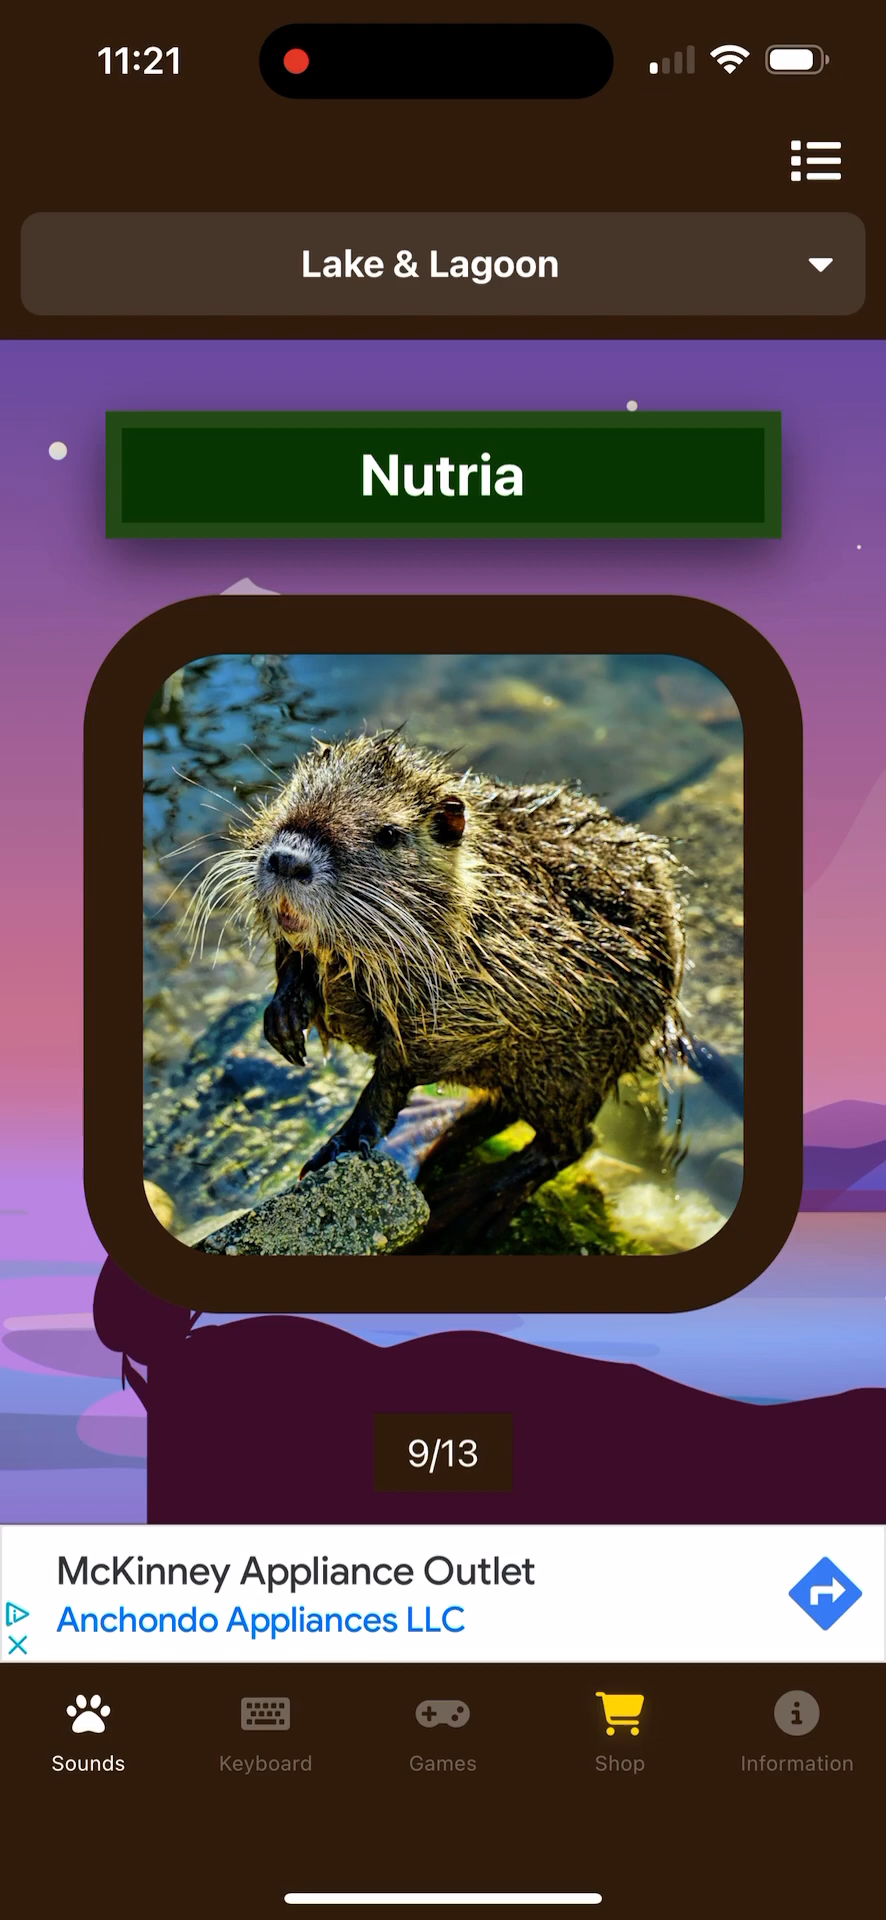 11:21
Lake & Lagoon
Nutria
9/13
McKinney Appliance Outlet
Anchondo Appliances LLC
Sounds
Keyboard
Games
Shop
Information